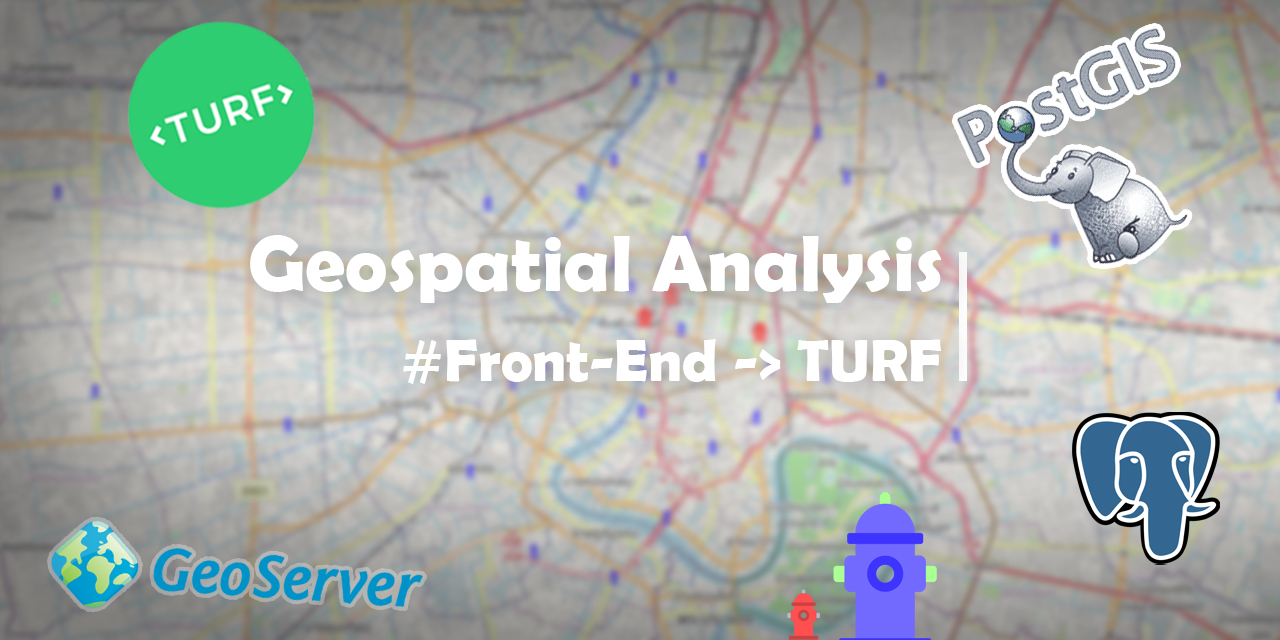 <TURF>
PostGIS
Geospatial Analysis
#Front-End -> TURF
GeoServer